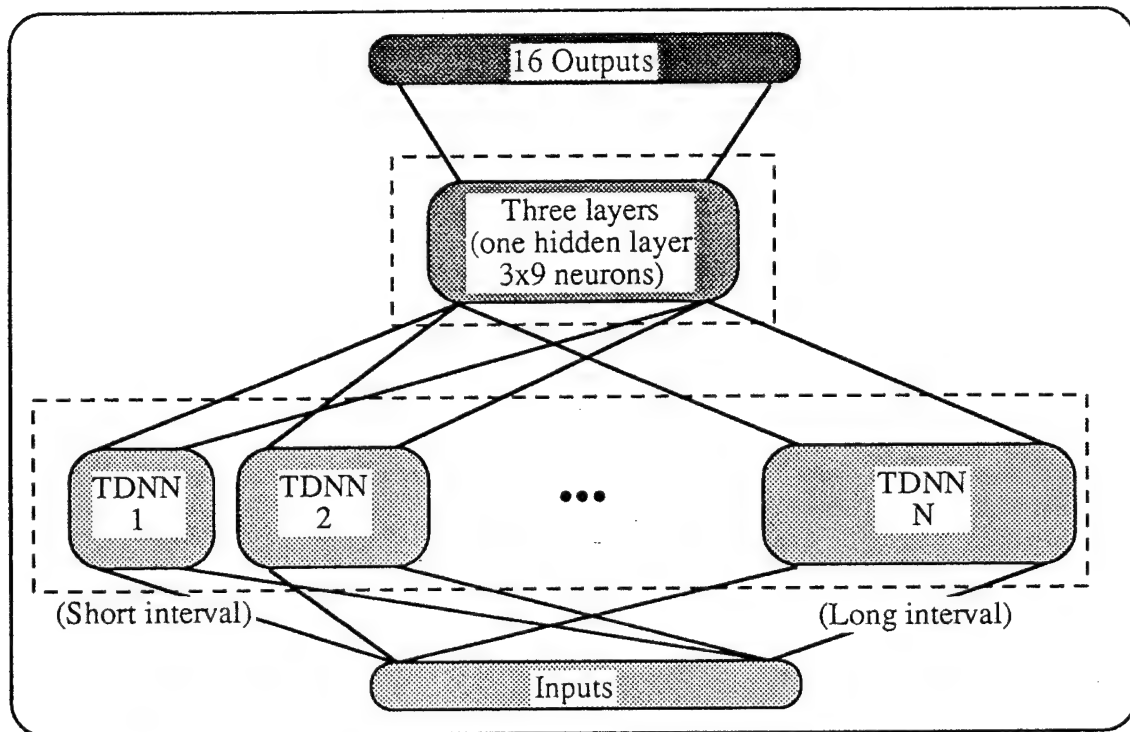 16 Outputs
Three layers
(one hidden layer
3x9 neurons)
TDNN
1
TDNN
2
•••
TDNN
N
(Short interval)
(Long interval)
Inputs